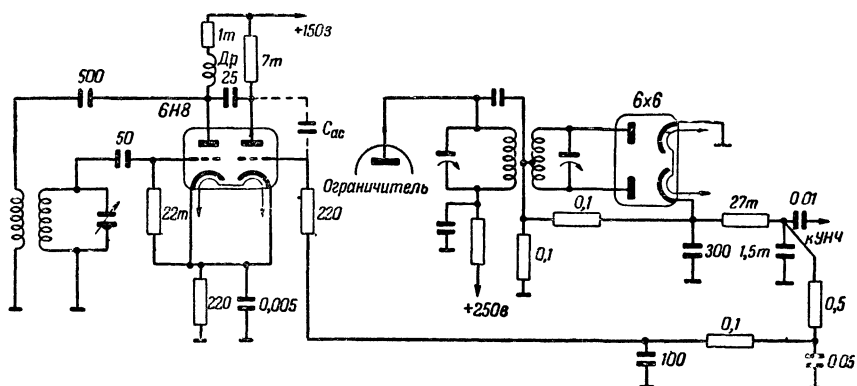 +150в
1т
Др
25
7т
500
6Н8
Cас
50
22т
220
220
0,005
Ограничитель
6х6
0,1
0,1
+250в
27т
0 01
кУНЧ
300
1,5т
0,5
0,1
100
0 05